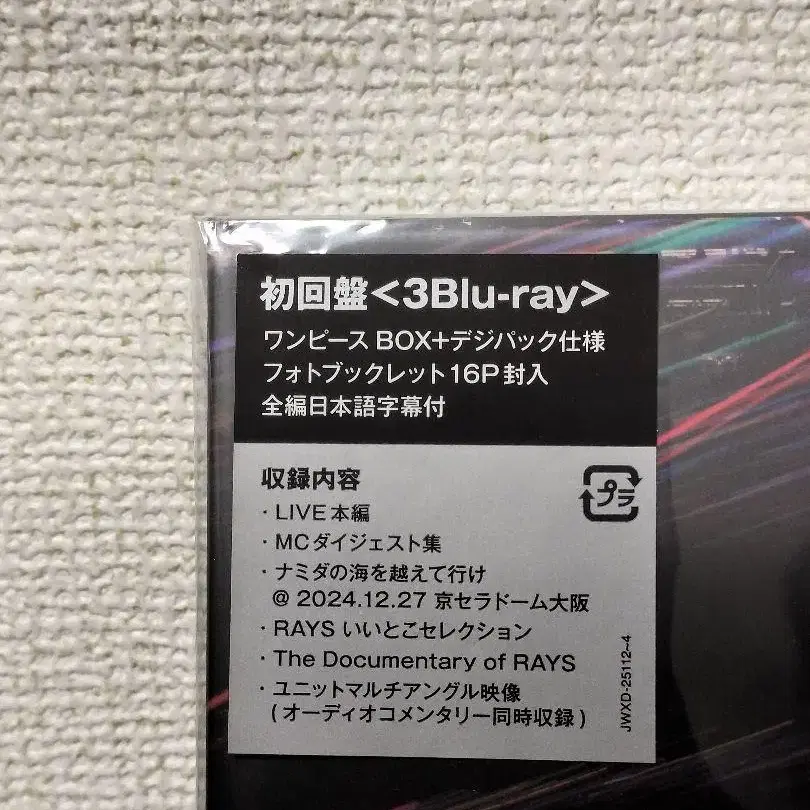 初回盤<3Blu-ray>
ワンピースBOX+デジパック仕様
フォトブックレット16P封入
全編日本語字幕付
収録内容
プラ
・LIVE本編
・MCダイジェスト集
・ナミダの海を越えて行け
@ 2024.12.27 京セラドーム大阪
・RAYS いいとこセレクション
・The Documentary of RAYS
・ユニットマルチアングル映像
(オーディオコメンタリー同時収録)
JWXD-25112~4